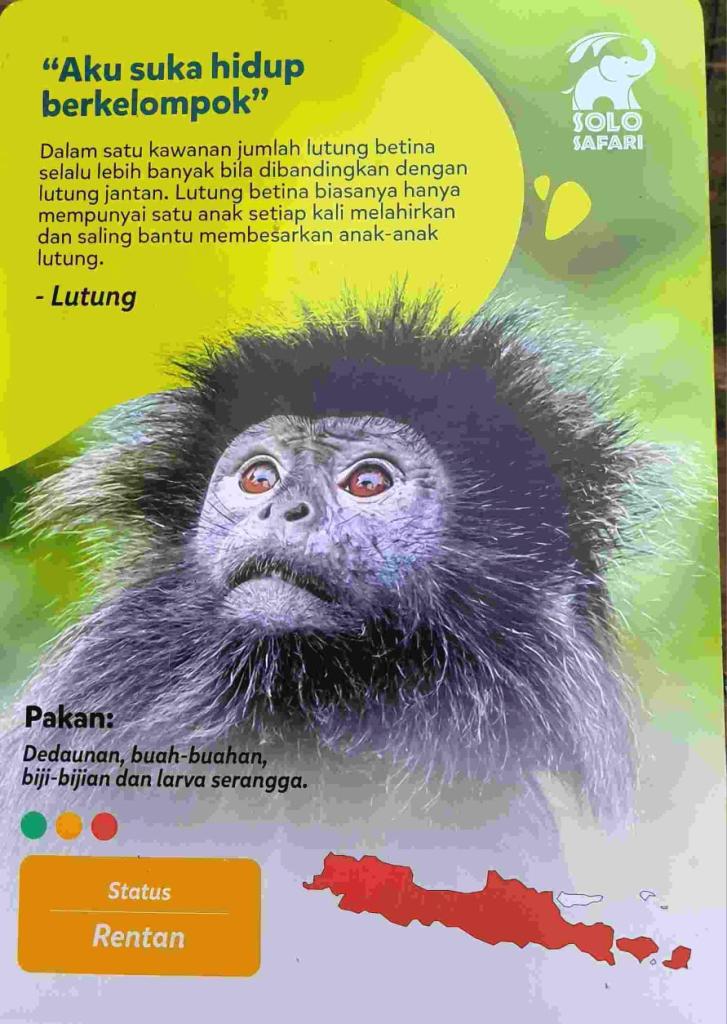 “Aku suka hidup
berkelompok”
SOLO
SAFARI
Dalam satu kawanan jumlah lutung betina
selalu lebih banyak bila dibandingkan dengan
lutung jantan. Lutung betina biasanya hanya
mempunyai satu anak setiap kali melahirkan
dan saling bantu membesarkan anak-anak
lutung.
- Lutung
Pakan:
Dedaunan, buah-buahan,
biji-bijian dan larva serangga.
Status
Rentan